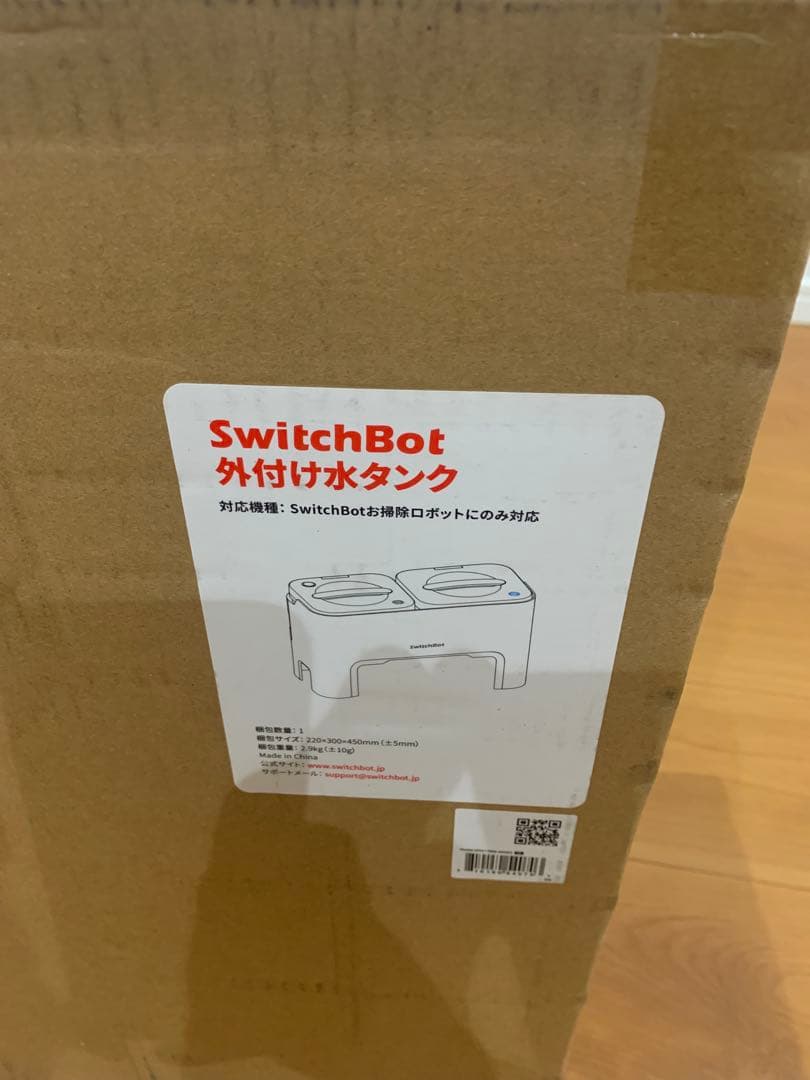 SwitchBot
外付け水タンク
対応機種： SwitchBotお掃除ロボットにのみ対応
SwitchBot
梱包数量： 1
梱包サイズ： 220×300×450mm（±5mm）
梱包重量： 2.9kg（±10g）
Made in China
公式サイト： www.switchbot.jp
サポートメール： support@switchbot.jp